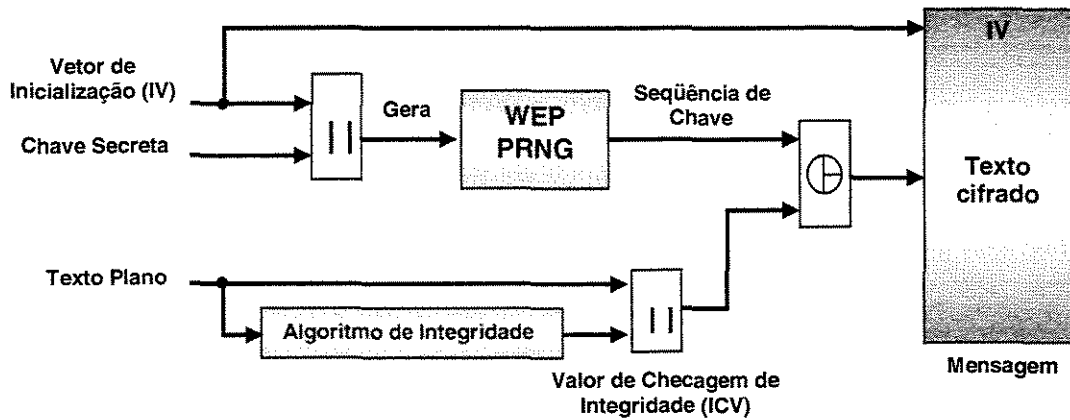 IV
Vetor de
Inicialização (IV)
Gera
WEP
PRNG
Seqüência de
Chave
Chave Secreta
||
Texto
cifrado
Texto Plano
Algoritmo de Integridade
||
Valor de Checagem de
Integridade (ICV)
Mensagem